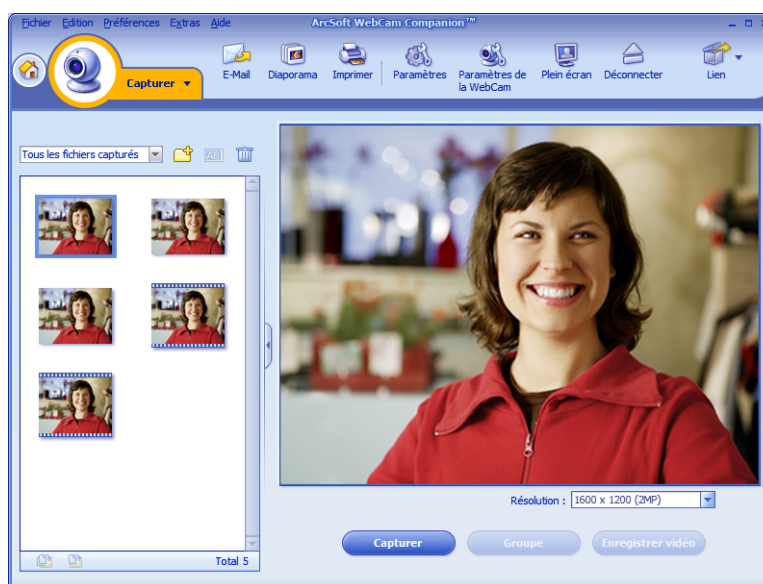 Fichier Edition Préférences Extras Aide
ArcSoft WebCam Companion™
Capturer
E-Mail
Diaporama
Imprimer
Paramètres
Paramètres de
la WebCam
Plein écran
Déconnecter
Lien
Tous les fichiers capturés
AB
Résolution : 1600 x 1200 (2MP)
Capturer
Groupe
Enregistrer vidéo
Total 5